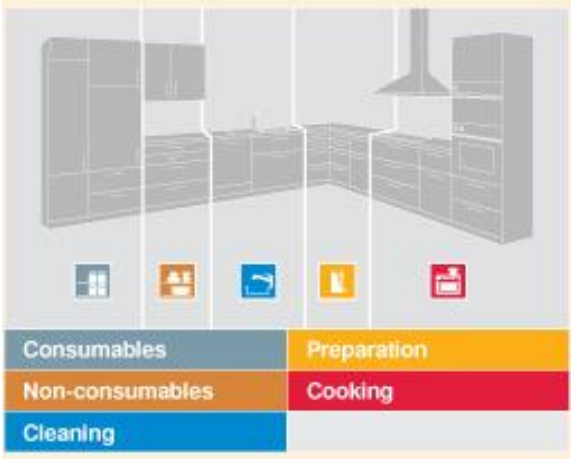 Consumables
Preparation
Non-consumables
Cooking
Cleaning